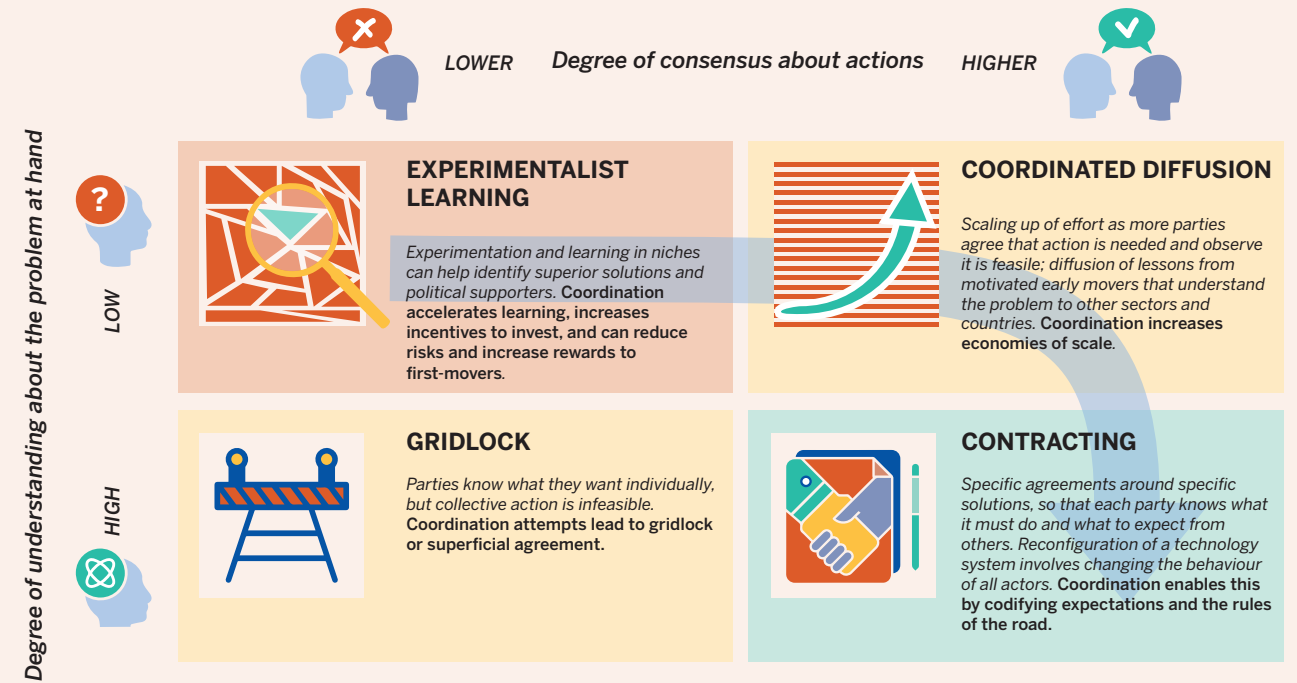 LOWER
Degree of consensus about actions
HIGHER
Degree of understanding about the problem at hand
?
LOW
HIGH
EXPERIMENTALIST
LEARNING
Experimentation and learning in niches
can help identify superior solutions and
political supporters. Coordination
accelerates learning, increases
incentives to invest, and can reduce
risks and increase rewards to
first-movers.
COORDINATED DIFFUSION
Scaling up of effort as more parties
agree that action is needed and observe
it is feasile; diffusion of lessons from
motivated early movers that understand
the problem to other sectors and
countries. Coordination increases
economies of scale.
GRIDLOCK
Parties know what they want individually,
but collective action is infeasible.
Coordination attempts lead to gridlock
or superficial agreement.
CONTRACTING
Specific agreements around specific
solutions, so that each party knows what
it must do and what to expect from
others. Reconfiguration of a technology
system involves changing the behaviour
of all actors. Coordination enables this
by codifying expectations and the rules
of the road.